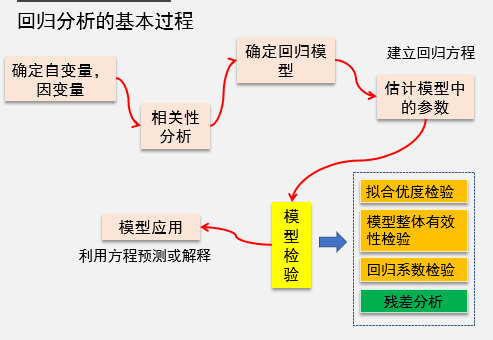 回归分析的基本过程
确定自变量，
因变量
相关性
分析
确定回归模
型
建立回归方程
估计模型中
的参数
模
型
检
验
拟合优度检验
模型整体有效
性检验
回归系数检验
残差分析
模型应用
利用方程预测或解释